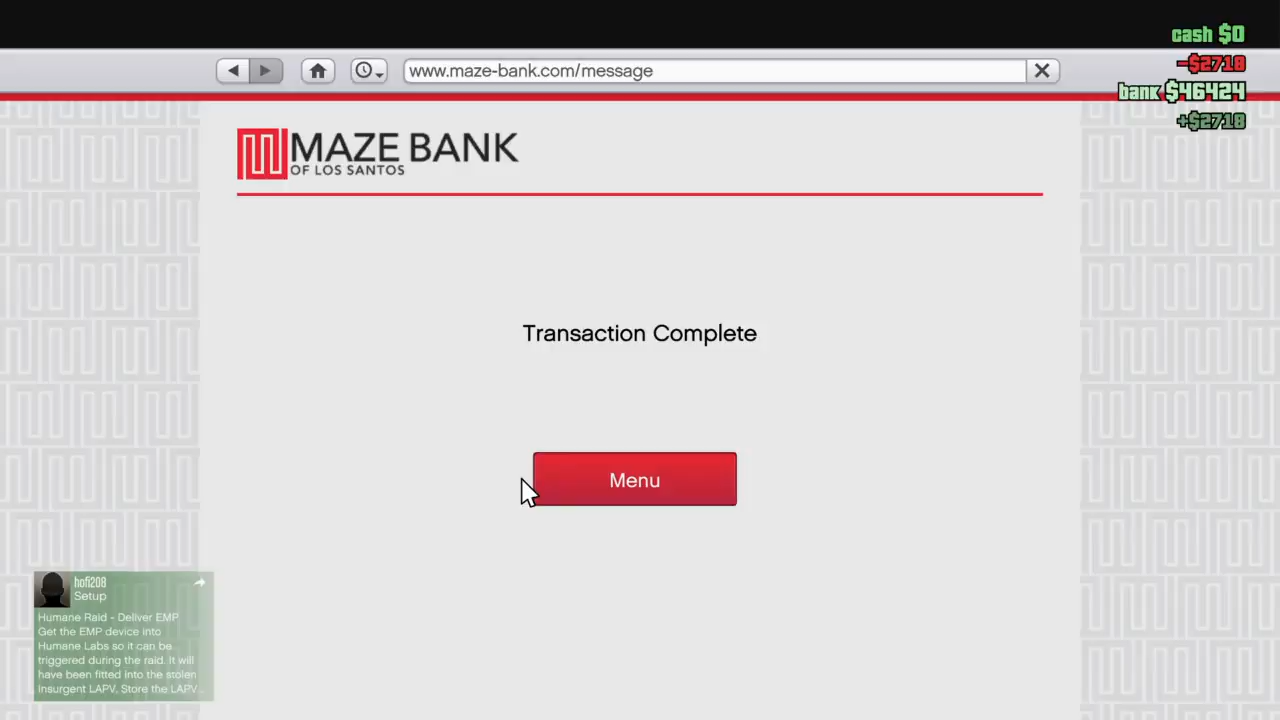 cash $0
-$2718
www.maze-bank.com/message
bank $46424
+$2718
MAZE BANK
OF LOS SANTOS
Transaction Complete
Menu
hofi208
Setup
Humane Raid - Deliver EMP
Get the EMP device into
Humane Labs so it can be
triggered during the raid. It will
have been fitted into the stolen
Insurgent LAPV. Store the LAPV...